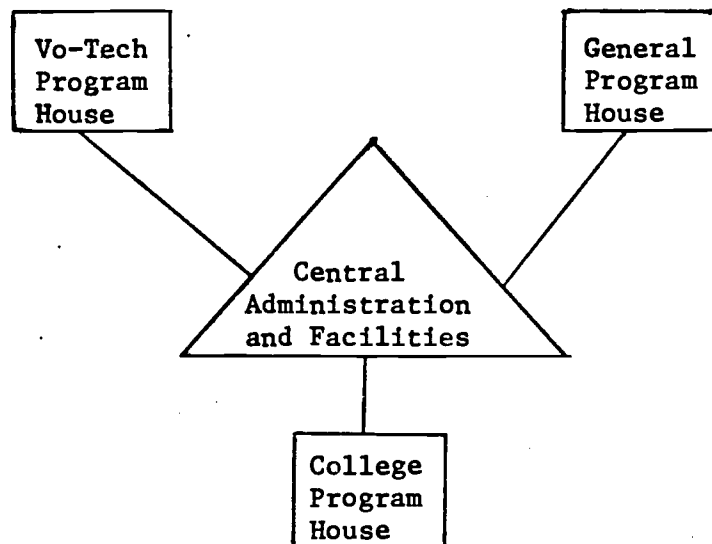 Vo-Tech
Program
House
General
Program
House
Central
Administration
and Facilities
College
Program
House